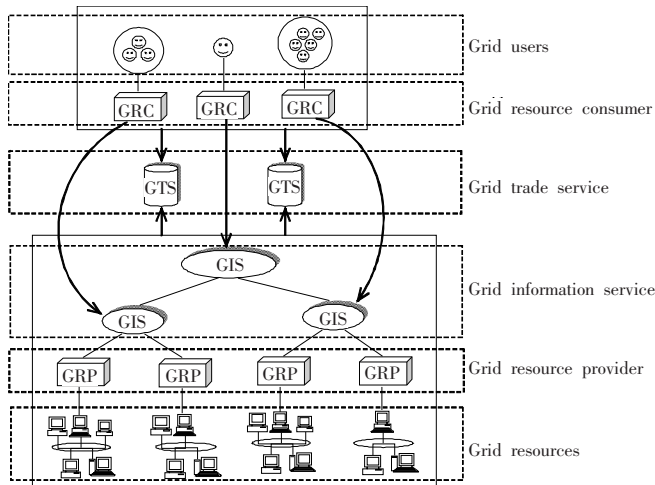 Grid users
GRC GRC GRC
Grid resource consumer
GTS GTS
Grid trade service
GIS
GIS GIS
Grid information service
GRP GRP GRP GRP
Grid resource provider
Grid resources